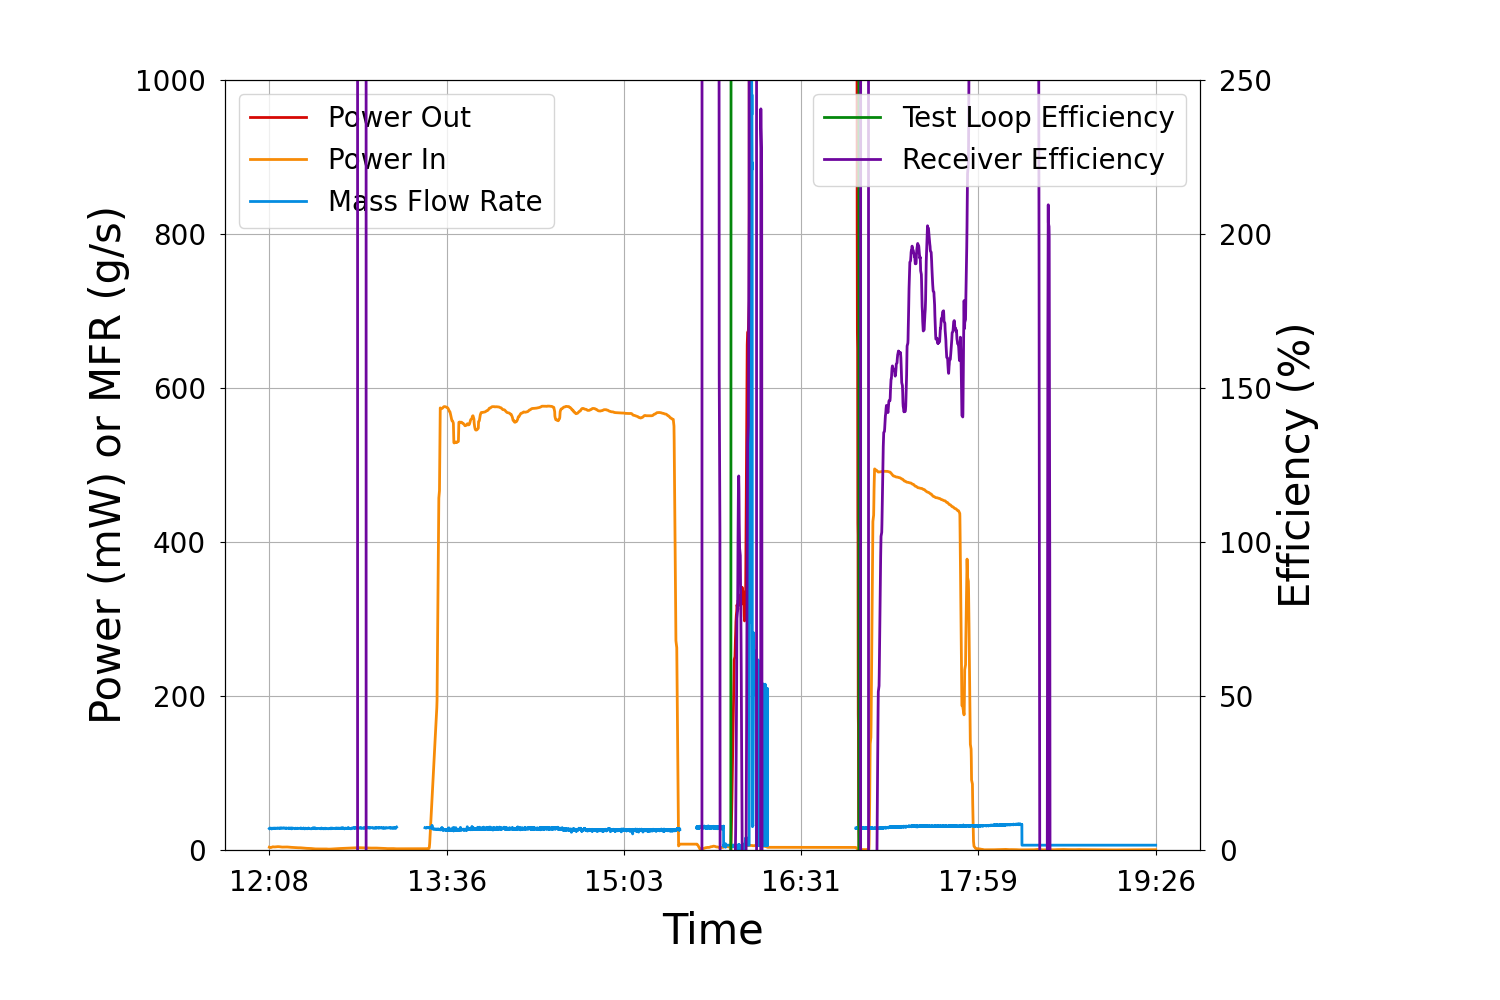 1000
800
600
400
200
0
Power (mW) or MFR (g/s)
Power Out
Power In
Mass Flow Rate
Test Loop Efficiency
Receiver Efficiency
250
200
150
100
50
0
Efficiency (%)
12:08 13:36 15:03 16:31 17:59 19:26
Time